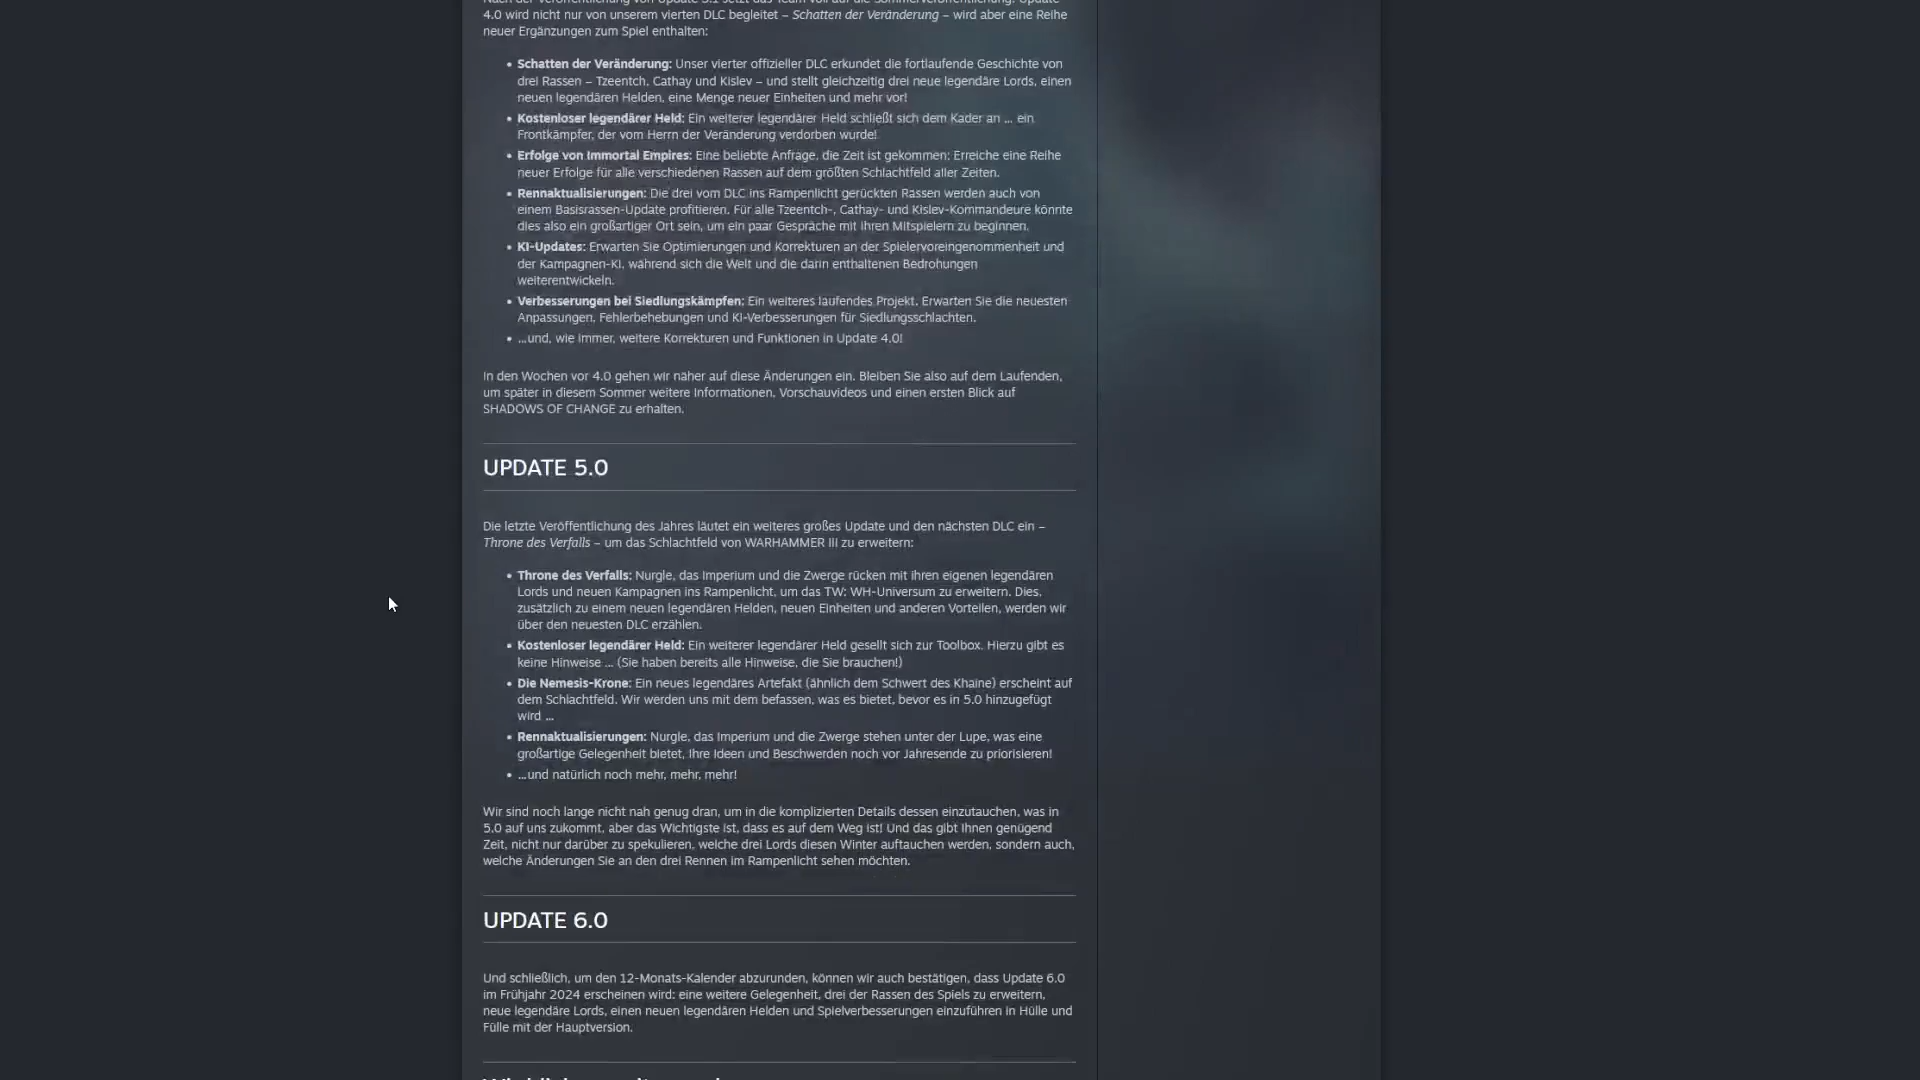 Nach der Veröffentlichung von Update 3.1 setzt das Team voll auf die Sommerveröffentlichung. Update
4.0 wird nicht nur von unserem vierten DLC begleitet – Schatten der Veränderung – wird aber eine Reihe
neuer Ergänzungen zum Spiel enthalten:
• Schatten der Veränderung: Unser vierter offizieller DLC erkundet die fortlaufende Geschichte von
drei Rassen – Tzeentch, Cathay und Kislev – und stellt gleichzeitig drei neue legendäre Lords, einen
neuen legendären Helden, eine Menge neuer Einheiten und mehr vor!
• Kostenloser legendärer Held: Ein weiterer legendärer Held schließt sich dem Kader an ... ein
Frontkämpfer, der vom Herrn der Veränderung verdorben wurde!
• Erfolge von Immortal Empires: Eine beliebte Anfrage, die Zeit ist gekommen: Erreiche eine Reihe
neuer Erfolge für alle verschiedenen Rassen auf dem größten Schlachtfeld aller Zeiten.
• Rennaktualisierungen: Die drei vom DLC ins Rampenlicht gerückten Rassen werden auch von
einem Basisrassen-Update profitieren. Für alle Tzeentch-, Cathay- und Kislev-Kommandeure könnte
dies also ein großartiger Ort sein, um ein paar Gespräche mit ihren Mitspielern zu beginnen.
• KI-Updates: Erwarten Sie Optimierungen und Korrekturen an der Spielervoreingenommenheit und
der Kampagnen-KI, während sich die Welt und die darin enthaltenen Bedrohungen
weiterentwickeln.
• Verbesserungen bei Siedlungskämpfen: Ein weiteres laufendes Projekt. Erwarten Sie die neuesten
Anpassungen, Fehlerbehebungen und KI-Verbesserungen für Siedlungsschlachten.
• ...und, wie immer, weitere Korrekturen und Funktionen in Update 4.0!
In den Wochen vor 4.0 gehen wir näher auf diese Änderungen ein. Bleiben Sie also auf dem Laufenden,
um später in diesem Sommer weitere Informationen, Vorschauvideos und einen ersten Blick auf
SHADOWS OF CHANGE zu erhalten.
UPDATE 5.0
Die letzte Veröffentlichung des Jahres läutet ein weiteres großes Update und den nächsten DLC ein –
Throne des Verfalls – um das Schlachtfeld von WARHAMMER III zu erweitern:
• Throne des Verfalls: Nurgle, das Imperium und die Zwerge rücken mit ihren eigenen legendären
Lords und neuen Kampagnen ins Rampenlicht, um das TW: WH-Universum zu erweitern. Dies,
zusätzlich zu einem neuen legendären Helden, neuen Einheiten und anderen Vorteilen, werden wir
über den neuesten DLC erzählen.
• Kostenloser legendärer Held: Ein weiterer legendärer Held gesellt sich zur Toolbox. Hierzu gibt es
keine Hinweise ... (Sie haben bereits alle Hinweise, die Sie brauchen!)
• Die Nemesis-Krone: Ein neues legendäres Artefakt (ähnlich dem Schwert des Khaine) erscheint auf
dem Schlachtfeld. Wir werden uns mit dem befassen, was es bietet, bevor es in 5.0 hinzugefügt
wird ...
• Rennaktualisierungen: Nurgle, das Imperium und die Zwerge stehen unter der Lupe, was eine
großartige Gelegenheit bietet, Ihre Ideen und Beschwerden noch vor Jahresende zu priorisieren!
• ...und natürlich noch mehr, mehr, mehr!
Wir sind noch lange nicht nah genug dran, um in die komplizierten Details dessen einzutauchen, was in
5.0 auf uns zukommt, aber das Wichtigste ist, dass es auf dem Weg ist! Und das gibt Ihnen genügend
Zeit, nicht nur darüber zu spekulieren, welche drei Lords diesen Winter auftauchen werden, sondern auch,
welche Änderungen Sie an den drei Rennen im Rampenlicht sehen möchten.
UPDATE 6.0
Und schließlich, um den 12-Monats-Kalender abzurunden, können wir auch bestätigen, dass Update 6.0
im Frühjahr 2024 erscheinen wird: eine weitere Gelegenheit, drei der Rassen des Spiels zu erweitern,
neue legendäre Lords, einen neuen legendären Helden und Spielverbesserungen einzuführen in Hülle und
Fülle mit der Hauptversion.